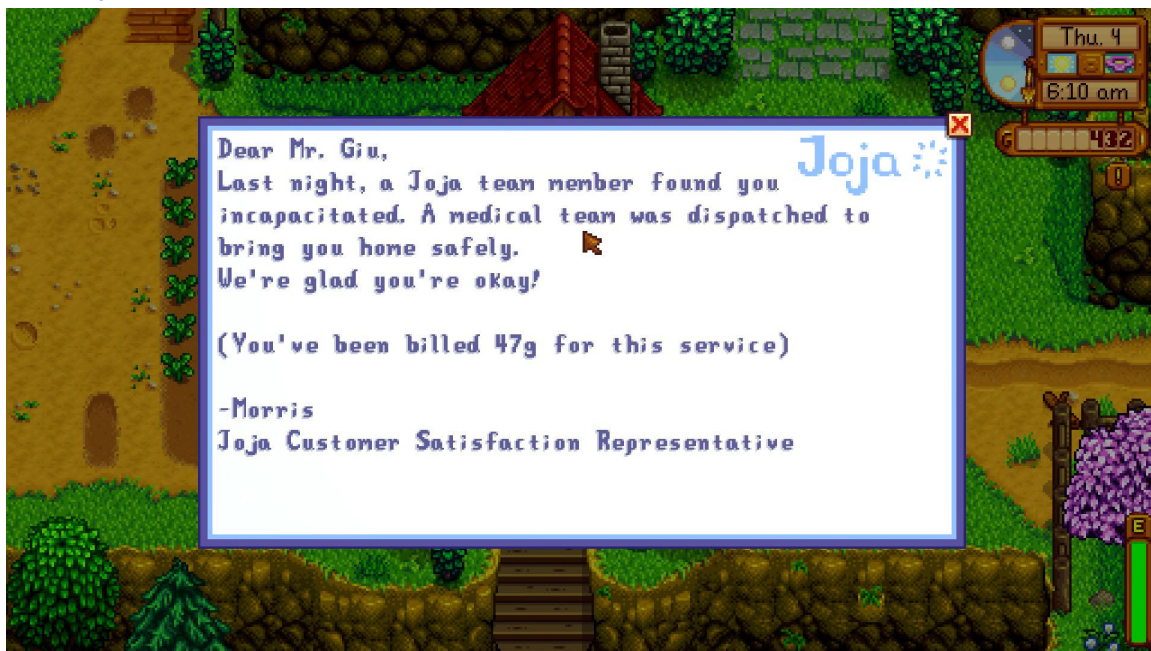 Thu. 4
6:10 am
G 432
Joja
Dear Mr. Giu,
Last night, a Joja team member found you
incapacitated. A medical team was dispatched to
bring you home safely.
We're glad you're okay!
(You've been billed 47g for this service)
-Morris
Joja Customer Satisfaction Representative
E